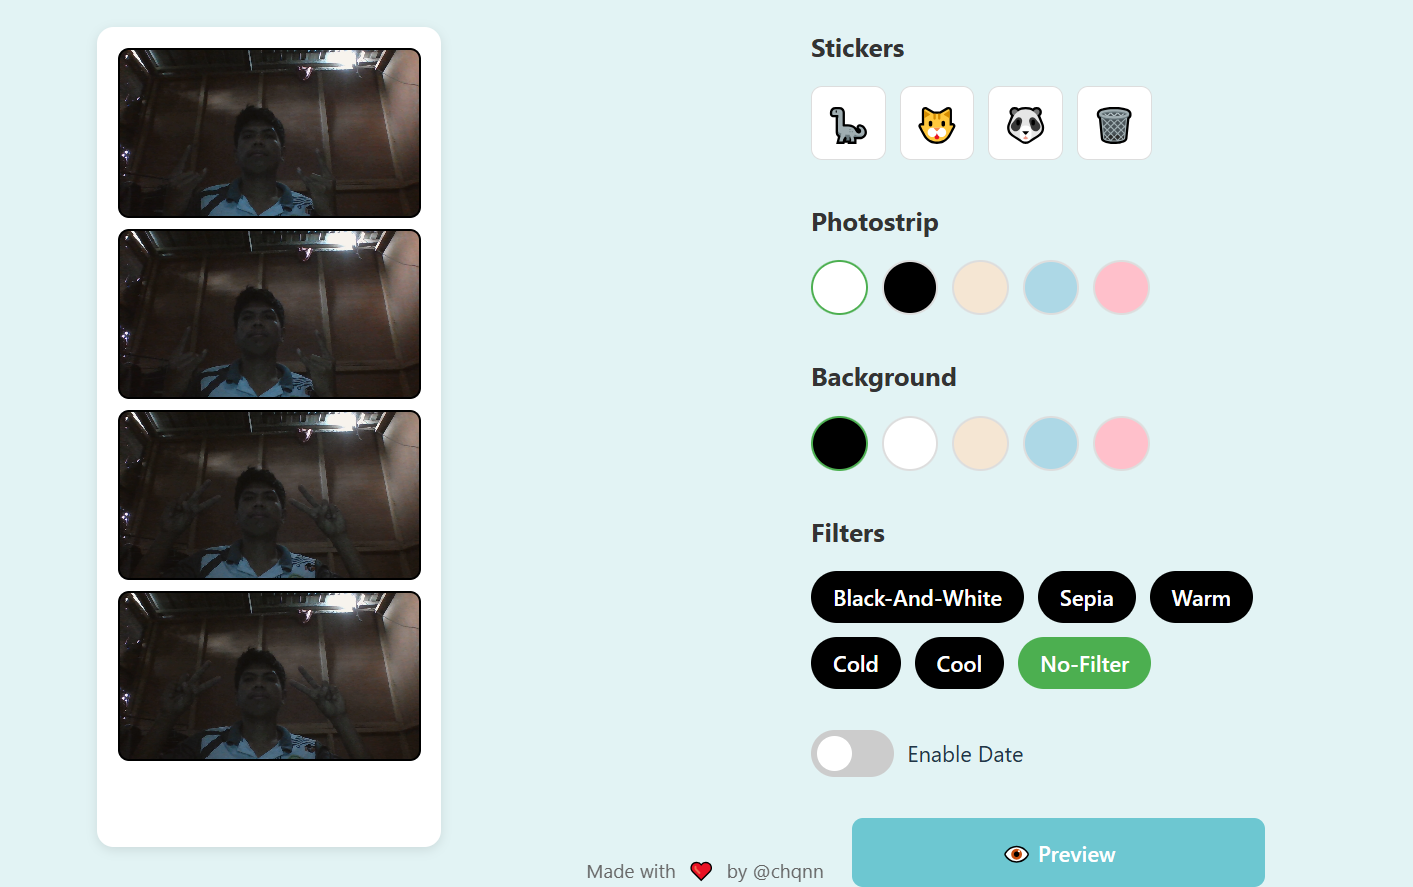 Stickers
Photostrip
Background
Filters
Black-And-White Sepia Warm
Cold Cool No-Filter
Enable Date
Preview
Made with ❤️ by @chqnn